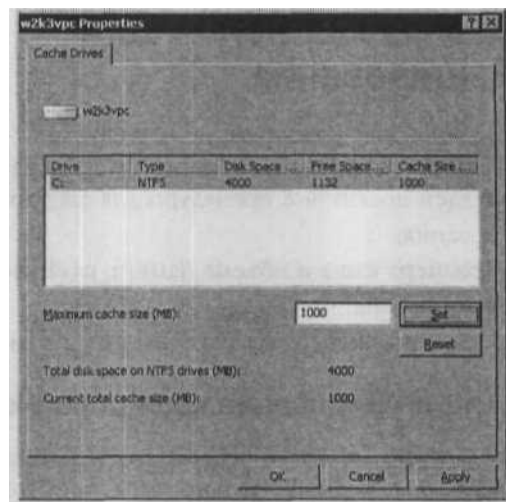 w2k3vpc Properties
Cache Drives
w2k3vpc
Drive Type Disk Space ... Free Space... Cache Size ...
C: NTFS 4000 1132 1000
Maximum cache size (MB): 1000 Set
Reset
Total disk space on NTFS drives (MB): 4000
Current total cache size (MB): 1000
OK Cancel Apply